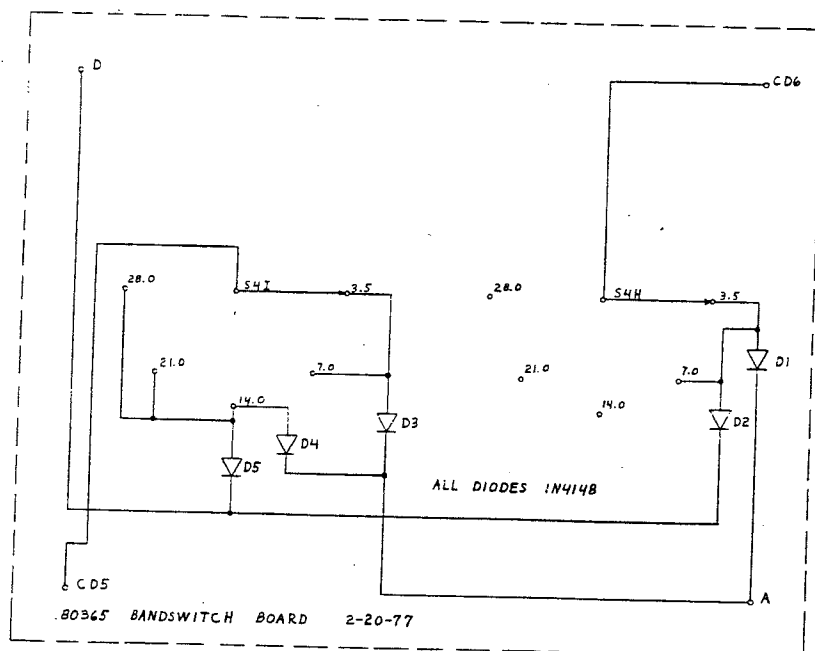 D
CD6
28.0
S4I
3.5
28.0
S4H
3.5
21.0
7.0
21.0
7.0
D1
14.0
14.0
D3
D2
D4
D5
ALL DIODES 1N4148
CD5
A
80365 BANDSWITCH BOARD 2-20-77